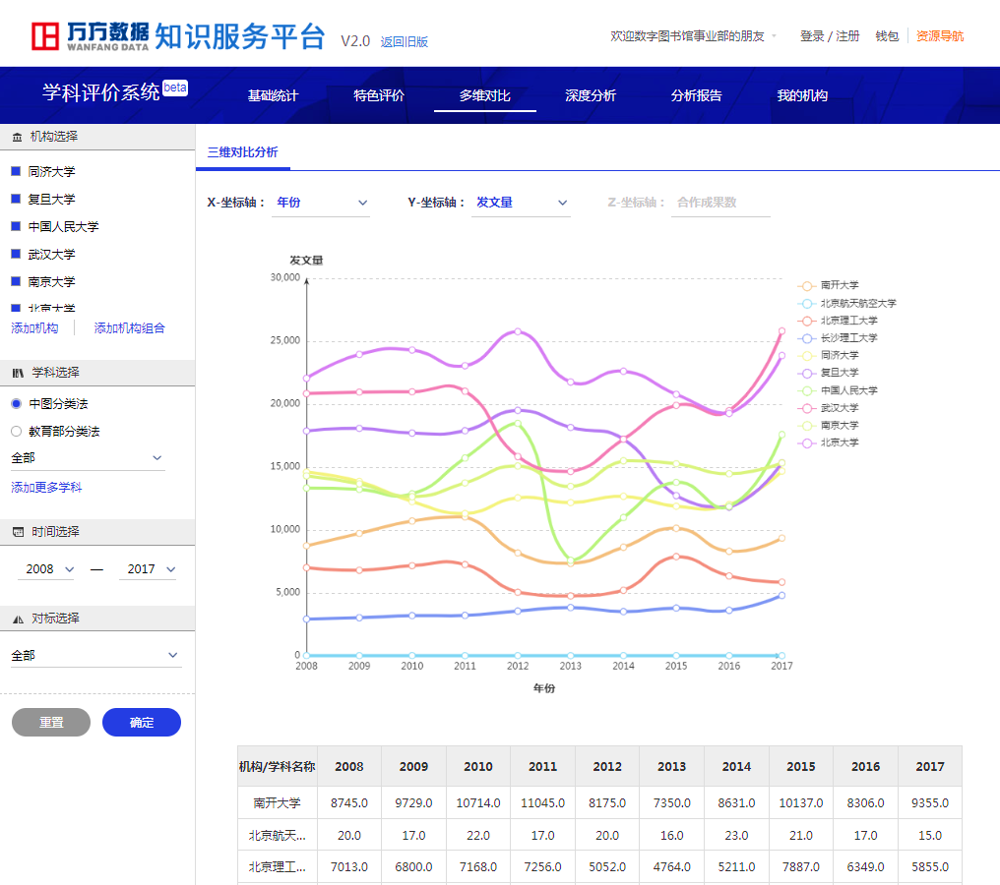 万方数据 知识服务平台 V2.0 返回旧版
WANFANG DATA
欢迎数字图书馆事业部的朋友 登录 / 注册 钱包 资源导航
学科评价系统 beta
基础统计 特色评价 多维对比 深度分析 分析报告 我的机构
机构选择
同济大学
复旦大学
中国人民大学
武汉大学
南京大学
北京大学
添加机构 添加机构组合
学科选择
中图分类法
教育部分类法
全部
添加更多学科
时间选择
2008 — 2017
对标选择
全部
重置 确定
三维对比分析
X-坐标轴： 年份 Y-坐标轴： 发文量 Z-坐标轴： 合作成果数
发文量
30,000
25,000
20,000
15,000
10,000
5,000
0
2008 2009 2010 2011 2012 2013 2014 2015 2016 2017
年份
南开大学
北京航天航空大学
北京理工大学
长沙理工大学
同济大学
复旦大学
中国人民大学
武汉大学
南京大学
北京大学
机构/学科名称 2008 2009 2010 2011 2012 2013 2014 2015 2016 2017
南开大学 8745.0 9729.0 10714.0 11045.0 8175.0 7350.0 8631.0 10137.0 8306.0 9355.0
北京航天... 20.0 17.0 22.0 17.0 20.0 16.0 23.0 21.0 17.0 15.0
北京理工... 7013.0 6800.0 7168.0 7256.0 5052.0 4764.0 5211.0 7887.0 6349.0 5855.0